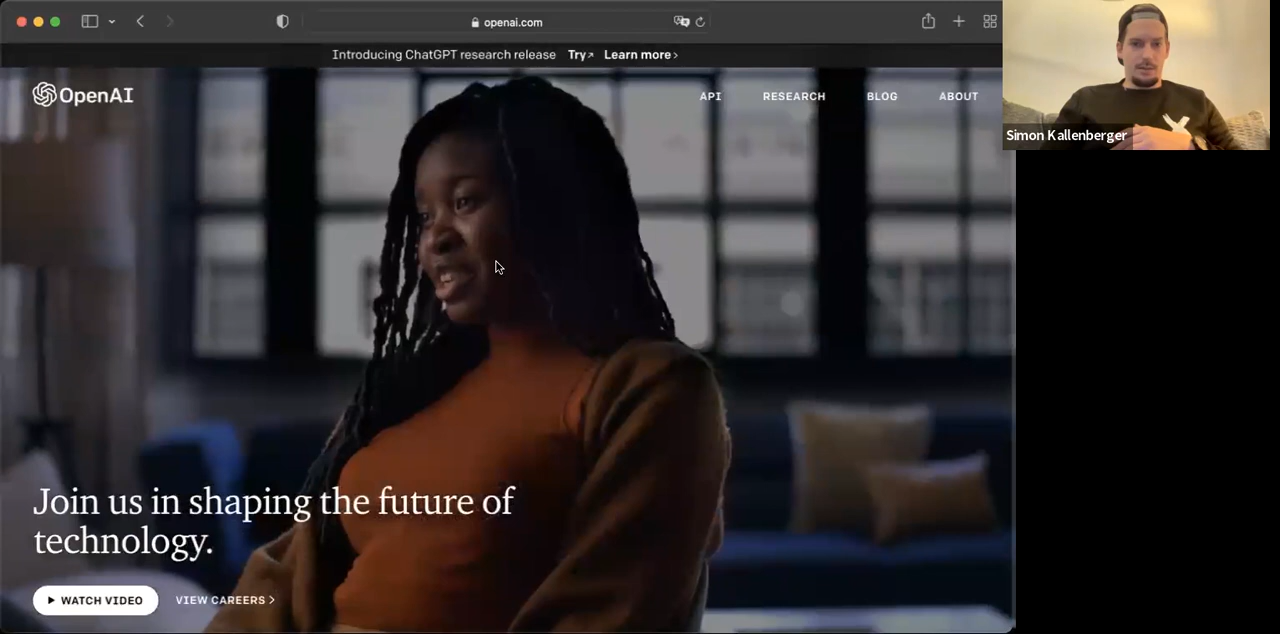 openai.com
Introducing ChatGPT research release Try↗ Learn more›
OpenAI
API RESEARCH BLOG ABOUT
Simon Kallenberger
Join us in shaping the future of
technology.
WATCH VIDEO VIEW CAREERS